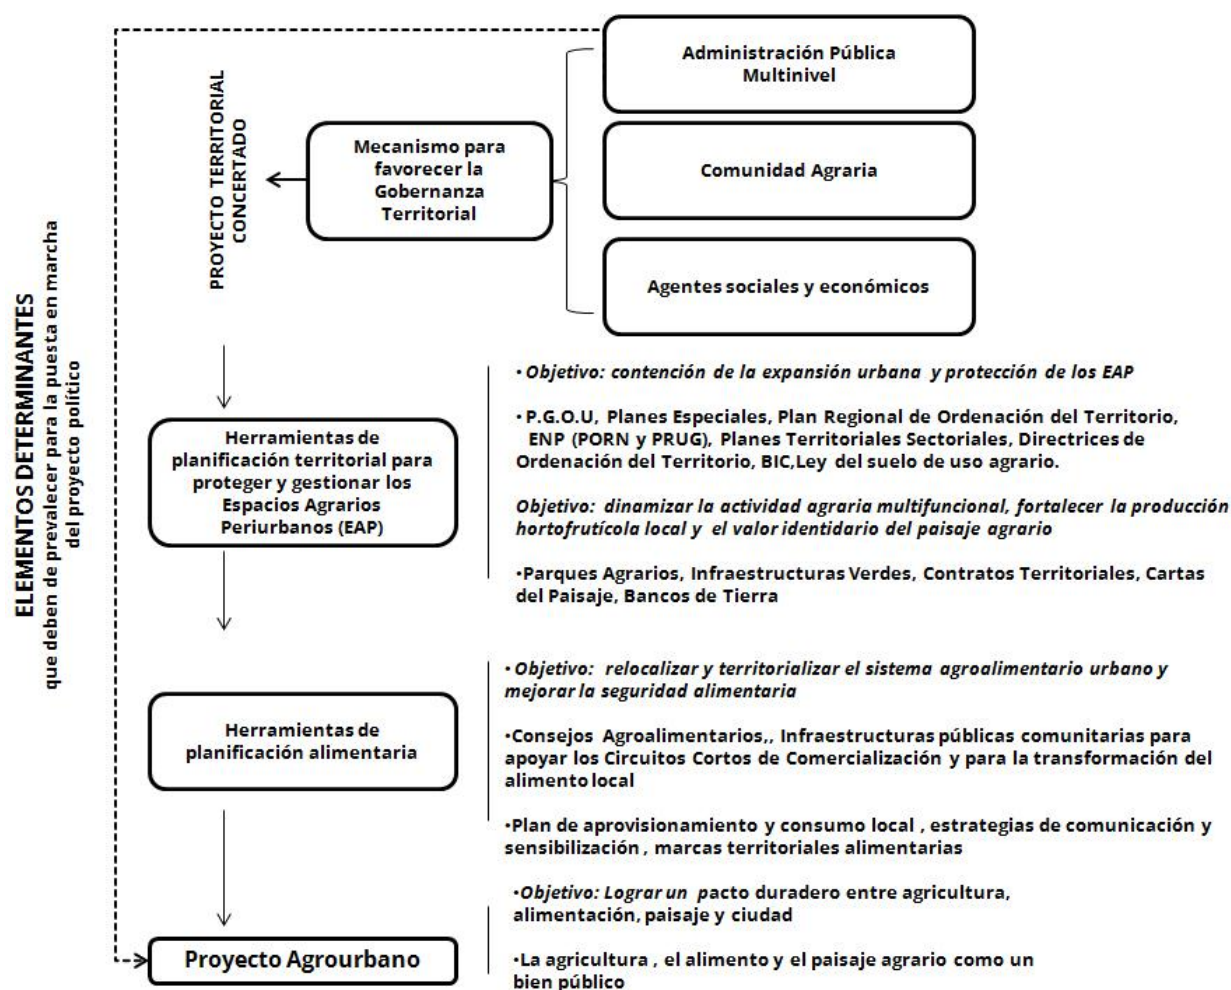 Administración Pública
Multinivel
Comunidad Agraria
Agentes sociales y económicos
Mecanismo para
favorecer la
Gobernanza
Territorial
PROYECTO TERRITORIAL
CONCERTADO
ELEMENTOS DETERMINANTES
que deben de prevalecer para la puesta en marcha
del proyecto político
Herramientas de
planificación territorial para
proteger y gestionar los
Espacios Agrarios
Periurbanos (EAP)
• Objetivo: contención de la expansión urbana y protección de los EAP
• P.G.O.U, Planes Especiales, Plan Regional de Ordenación del Territorio,
ENP (PORN y PRUG), Planes Territoriales Sectoriales, Directrices de
Ordenación del Territorio, BIC,Ley del suelo de uso agrario.
Objetivo: dinamizar la actividad agraria multifuncional, fortalecer la producción
hortofrutícola local y el valor identidario del paisaje agrario
•Parques Agrarios, Infraestructuras Verdes, Contratos Territoriales, Cartas
del Paisaje, Bancos de Tierra
Herramientas de
planificación alimentaria
• Objetivo: relocalizar y territorializar el sistema agroalimentario urbano y
mejorar la seguridad alimentaria
•Consejos Agroalimentarios,, Infraestructuras públicas comunitarias para
apoyar los Circuitos Cortos de Comercialización y para la transformación del
alimento local
•Plan de aprovisionamiento y consumo local , estrategias de comunicación y
sensibilización , marcas territoriales alimentarias
Proyecto Agrourbano
•Objetivo: Lograr un pacto duradero entre agricultura,
alimentación, paisaje y ciudad
•La agricultura , el alimento y el paisaje agrario como un
bien público